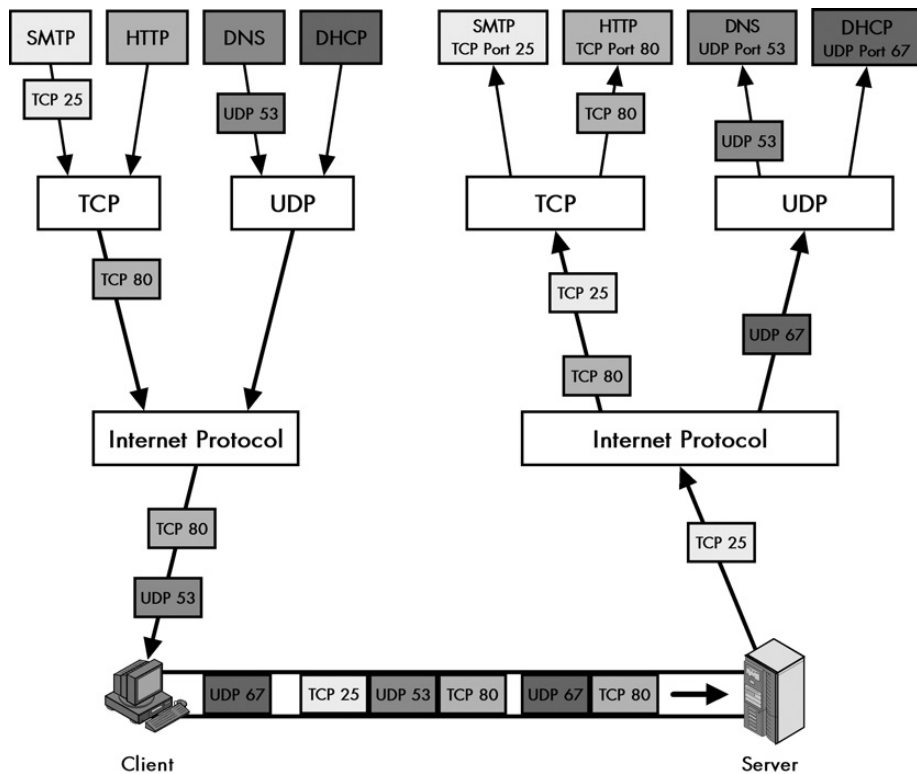 SMTP
HTTP
DNS
DHCP
SMTP
TCP Port 25
HTTP
TCP Port 80
DNS
UDP Port 53
DHCP
UDP Port 67
TCP 25
UDP 53
TCP 80
UDP 53
TCP
UDP
TCP
UDP
TCP 80
TCP 25
UDP 67
TCP 80
Internet Protocol
Internet Protocol
TCP 80
TCP 25
UDP 53
UDP 67
TCP 25
UDP 53
TCP 80
UDP 67
TCP 80
Client
Server